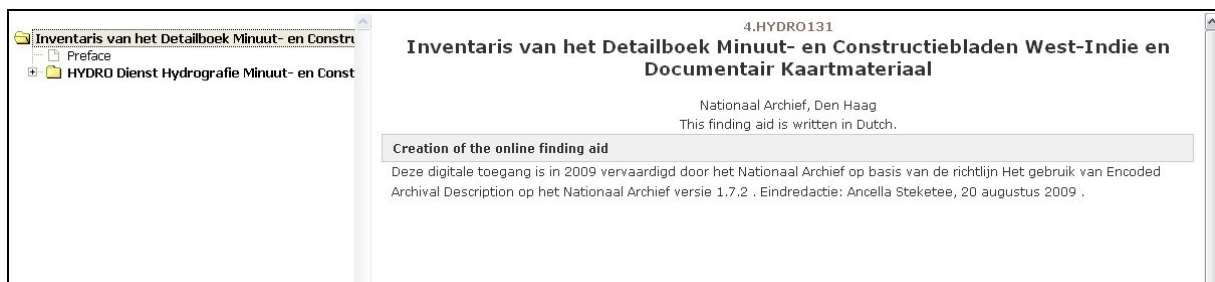 Inventaris van het Detailboek Minuut- en Constru
Preface
HYDRO Dienst Hydrografie Minuut- en Const
4.HYDRO131
Inventaris van het Detailboek Minuut- en Constructiebladen West-Indie en
Documentair Kaartmateriaal
Nationaal Archief, Den Haag
This finding aid is written in Dutch.
Creation of the online finding aid
Deze digitale toegang is in 2009 vervaardigd door het Nationaal Archief op basis van de richtlijn Het gebruik van Encoded
Archival Description op het Nationaal Archief versie 1.7.2 . Eindredactie: Ancella Steketee, 20 augustus 2009 .